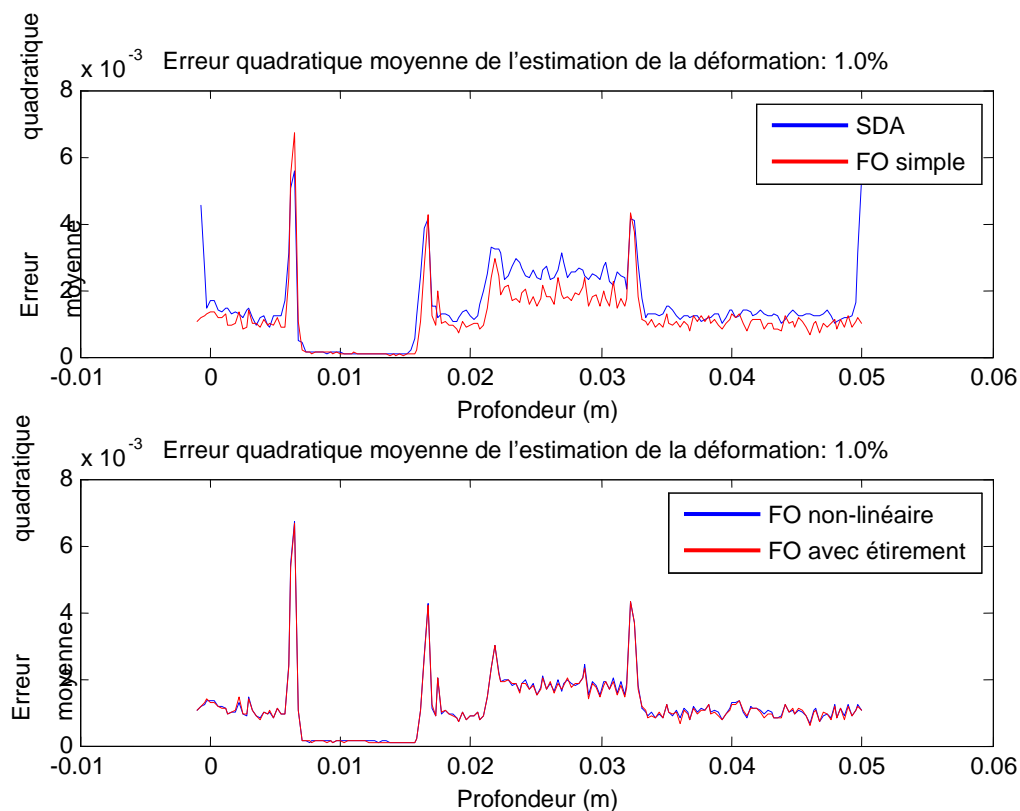 x 10-3 Erreur quadratique moyenne de l'estimation de la déformation: 1.0%
8
6
4
2
0
Erreur quadratique
moyenne
SDA
FO simple
-0.01 0 0.01 0.02 0.03 0.04 0.05 0.06
Profondeur (m)
x 10-3 Erreur quadratique moyenne de l'estimation de la déformation: 1.0%
8
6
4
2
0
Erreur quadratique
moyenne
FO non-linéaire
FO avec étirement
-0.01 0 0.01 0.02 0.03 0.04 0.05 0.06
Profondeur (m)